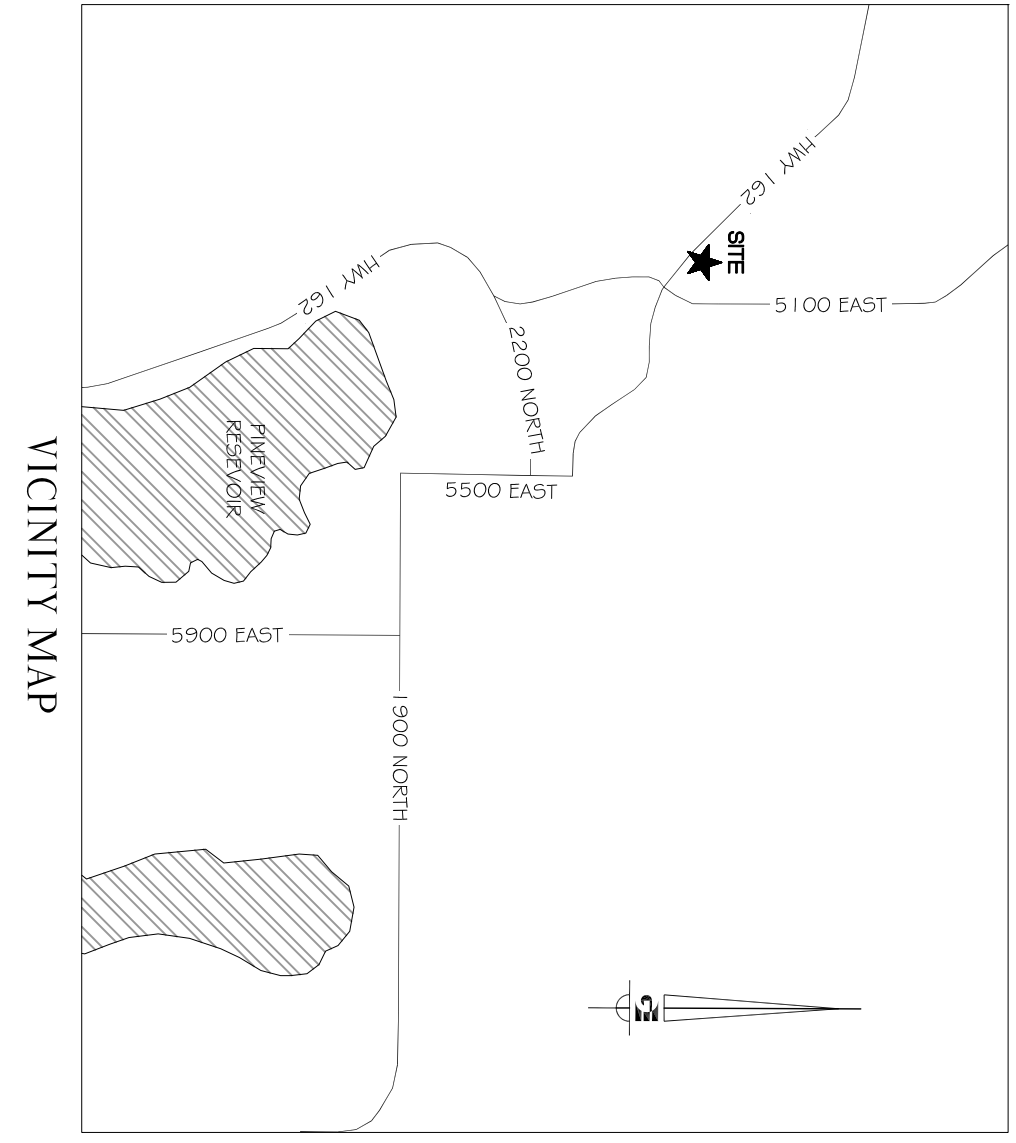 HWY 162
SITE
5100 EAST
HWY 162
2200 NORTH
5500 EAST
PINEVIEW
RESEVOIR
5900 EAST
1900 NORTH
GE
VICINITY MAP